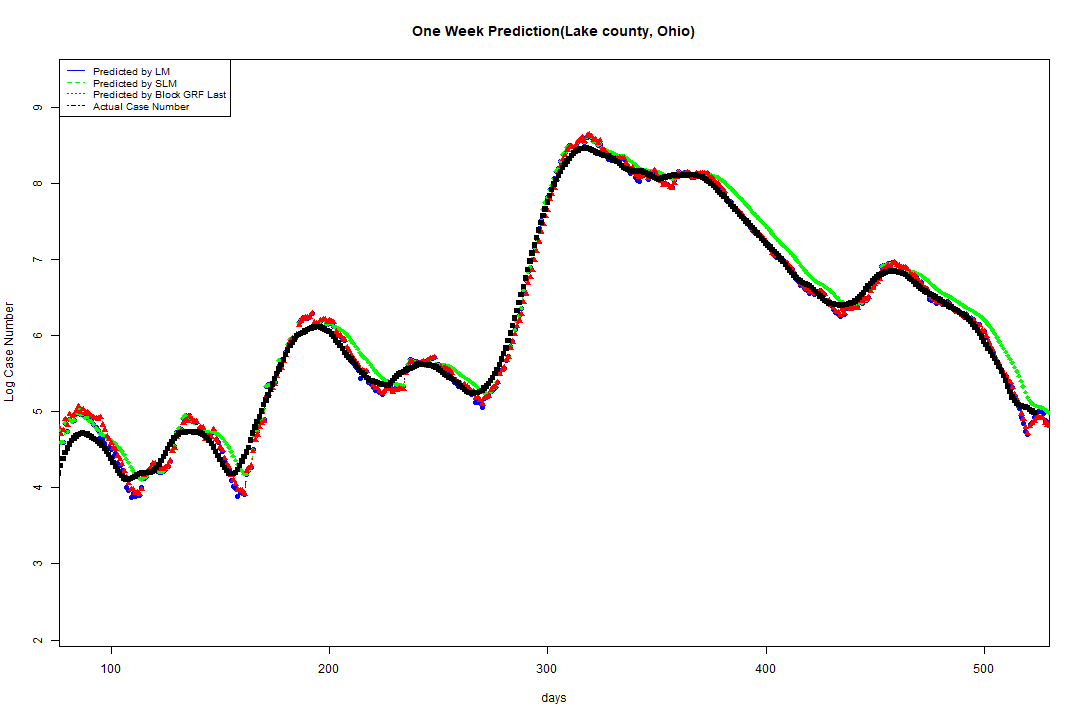 One Week Prediction(Lake county, Ohio)
Predicted by LM
Predicted by SLM
Predicted by Block GRF Last
Actual Case Number
9
8
7
6
5
4
3
2
Log Case Number
100 200 300 400 500
days